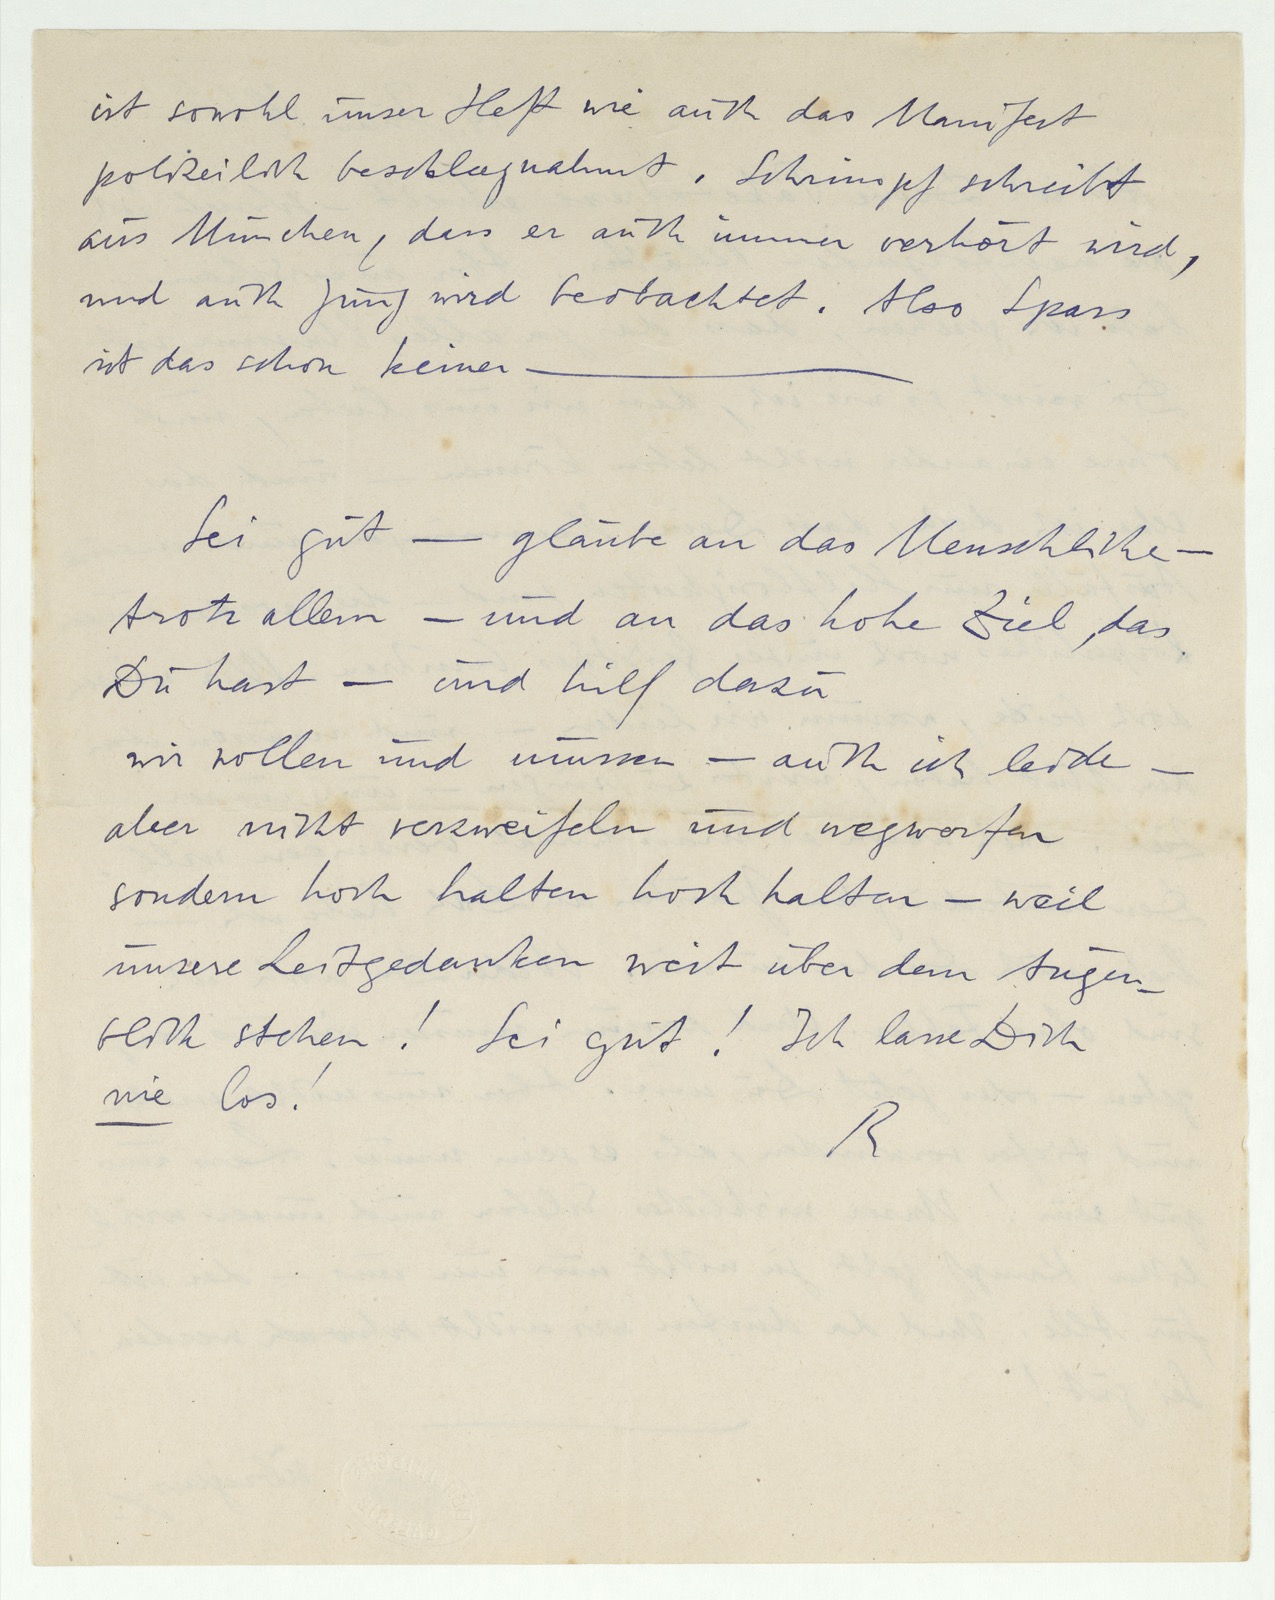 ist sowohl unser Heft wie auch das Manifest
polizeilich beschlagnahmt. Schrimpf schreibt
aus München, dass er auch immer verhört wird,
und auch Jung wird beobachtet. Also Spass
ist das schon keiner —
Sei gut — glaube an das Menschliche —
trotz allem — und an das hohe Ziel, das
Du hast — und hilf dazu
wir wollen und müssen — auch ich leide —
aber nicht verzweifeln und wegwerfen
sondern hoch halten hoch halten — weil
unsere Leitgedanken weit über dem Augen-
blick stehen! Sei gut! Ich lasse Dich
nie los!
R